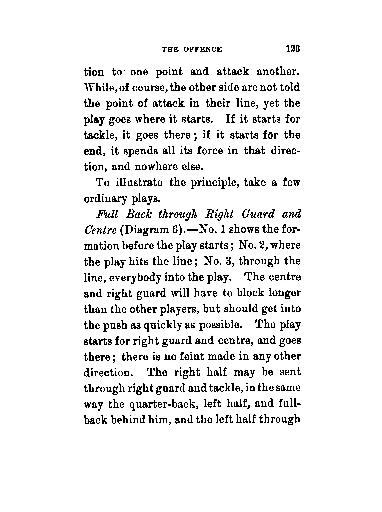 THE OFFENCE 123
tion to one point and attack another.
While, of course, the other side are not told
the point of attack in their line, yet the
play goes where it starts. If it starts for
tackle, it goes there; if it starts for the
end, it spends all its force in that direc-
tion, and nowhere else.
To illustrate the principle, take a few
ordinary plays.
Full Back through Right Guard and
Centre (Diagram 6).—No. 1 shows the for-
mation before the play starts; No. 2, where
the play hits the line; No. 3, through the
line, everybody into the play. The centre
and right guard will have to block longer
than the other players, but should get into
the push as quickly as possible. The play
starts for right guard and centre, and goes
there; there is no feint made in any other
direction. The right half may be sent
through right guard and tackle, in the same
way the quarter-back, left half, and full-
back behind him, and the left half through